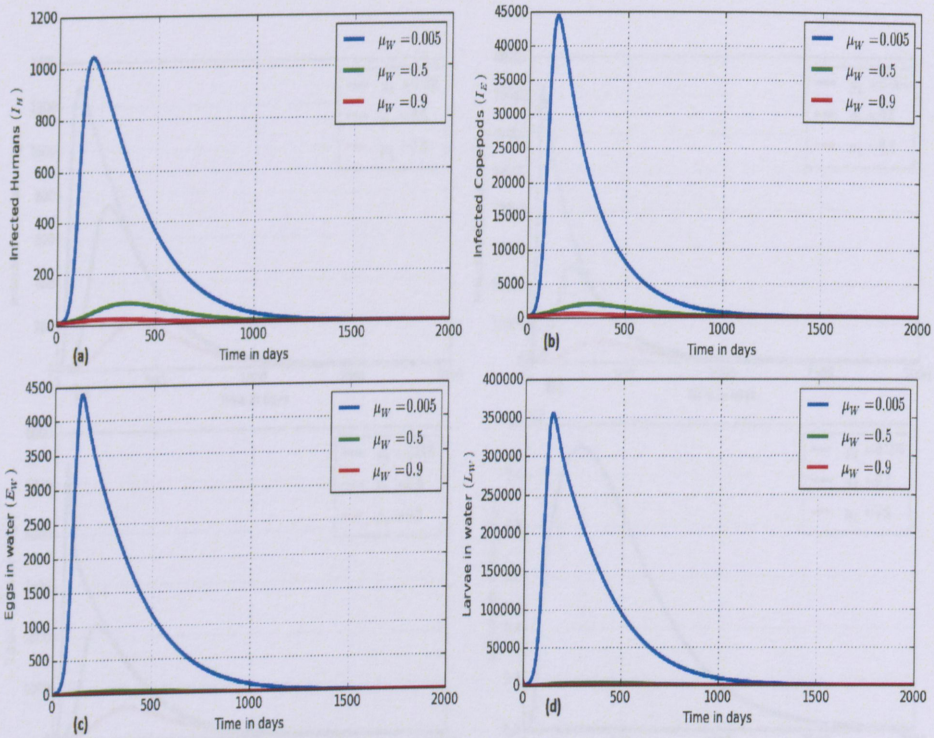 1200
1000
800
600
400
200
0
Infected Humans (I_H)
μ_W =0.005
μ_W =0.5
μ_W =0.9
0 500 1000 1500 2000
Time in days
(a)
45000
40000
35000
30000
25000
20000
15000
10000
5000
0
Infected Copepods (I_E)
μ_W =0.005
μ_W =0.5
μ_W =0.9
0 500 1000 1500 2000
Time in days
(b)
4500
4000
3500
3000
2500
2000
1500
1000
500
0
Eggs in water (E_W)
μ_W =0.005
μ_W =0.5
μ_W =0.9
0 500 1000 1500 2000
Time in days
(c)
400000
350000
300000
250000
200000
150000
100000
50000
0
Larvae in water (L_W)
μ_W =0.005
μ_W =0.5
μ_W =0.9
0 500 1000 1500 2000
Time in days
(d)